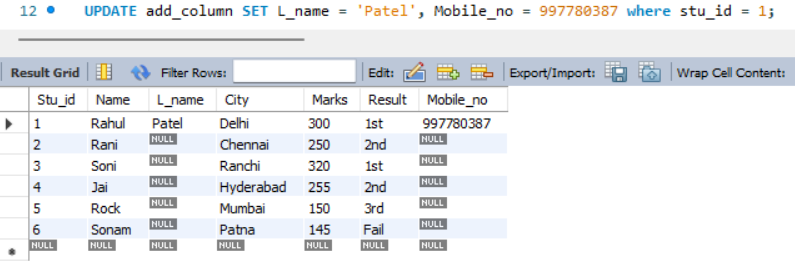 12 UPDATE add_column SET L_name = 'Patel', Mobile_no = 997780387 where stu_id = 1;
Result Grid Filter Rows: Edit: Export/Import: Wrap Cell Content:
Stu_id Name L_name City Marks Result Mobile_no
1 Rahul Patel Delhi 300 1st 997780387
2 Rani NULL Chennai 250 2nd NULL
3 Soni NULL Ranchi 320 1st NULL
4 Jai NULL Hyderabad 255 2nd NULL
5 Rock NULL Mumbai 150 3rd NULL
6 Sonam NULL Patna 145 Fail NULL
NULL NULL NULL NULL NULL NULL NULL